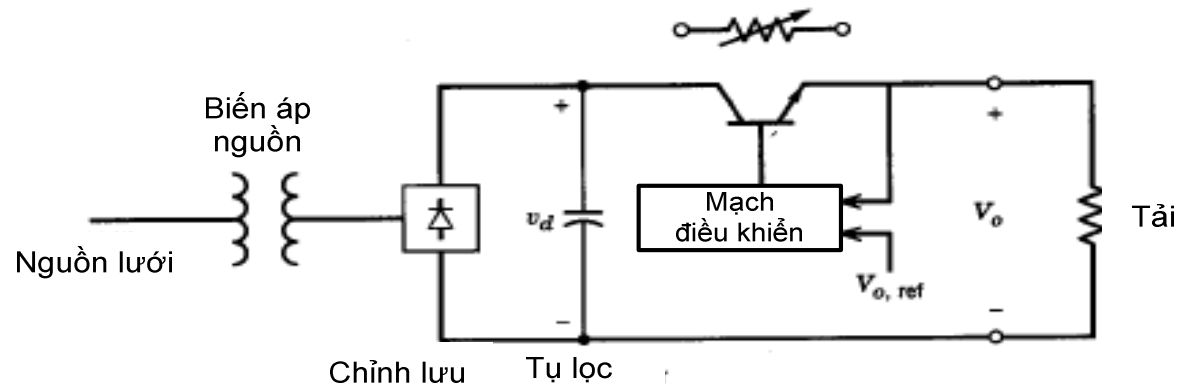 Biến áp
nguồn
Nguồn lưới
Chỉnh lưu
+
v_d
−
Tụ lọc
Mạch
điều khiển
V_o, ref
+
V_o
−
Tải